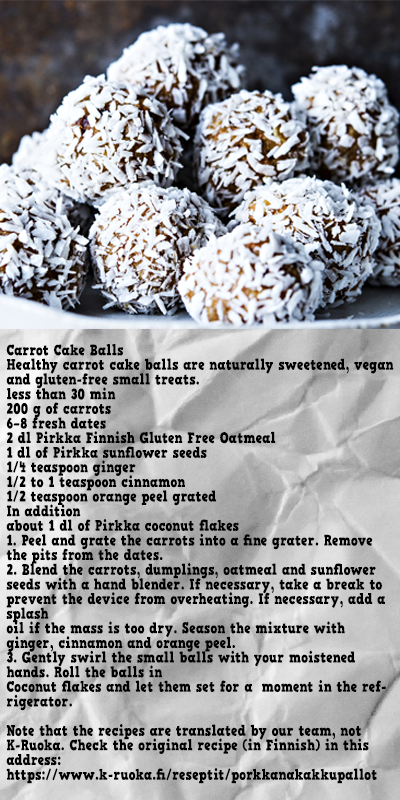 Carrot Cake Balls
Healthy carrot cake balls are naturally sweetened, vegan
and gluten-free small treats.
less than 30 min
200 g of carrots
6-8 fresh dates
2 dl Pirkka Finnish Gluten Free Oatmeal
1 dl of Pirkka sunflower seeds
1/4 teaspoon ginger
1/2 to 1 teaspoon cinnamon
1/2 teaspoon orange peel grated
In addition
about 1 dl of Pirkka coconut flakes
1. Peel and grate the carrots into a fine grater. Remove
the pits from the dates.
2. Blend the carrots, dumplings, oatmeal and sunflower
seeds with a hand blender. If necessary, take a break to
prevent the device from overheating. If necessary, add a
splash
oil if the mass is too dry. Season the mixture with
ginger, cinnamon and orange peel.
3. Gently swirl the small balls with your moistened
hands. Roll the balls in
Coconut flakes and let them set for a moment in the ref-
rigerator.
Note that the recipes are translated by our team, not
K-Ruoka. Check the original recipe (in Finnish) in this
address:
https://www.k-ruoka.fi/reseptit/porkkanakakkupallot